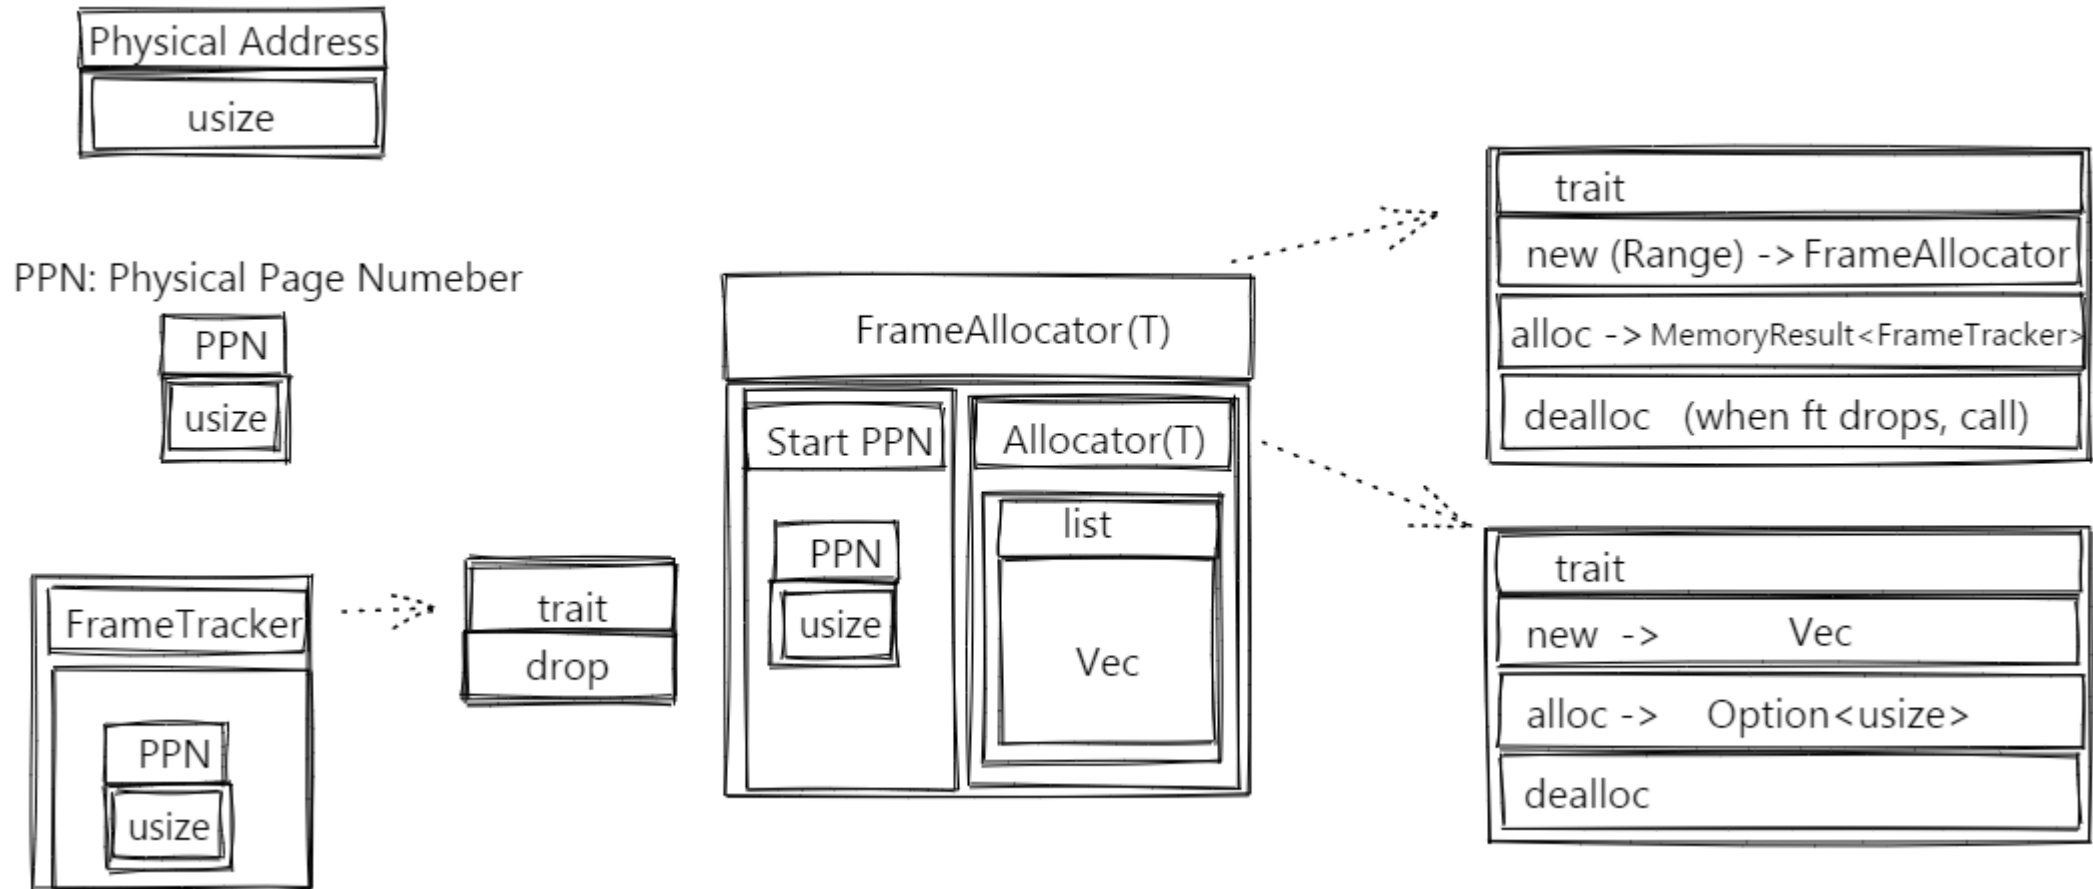 Physical Address
usize
PPN: Physical Page Numeber
PPN
usize
FrameTracker
PPN
usize
trait
drop
FrameAllocator(T)
Start PPN
PPN
usize
Allocator(T)
list
Vec
trait
new (Range) -> FrameAllocator
alloc -> MemoryResult<FrameTracker>
dealloc (when ft drops, call)
trait
new -> Vec
alloc -> Option<usize>
dealloc